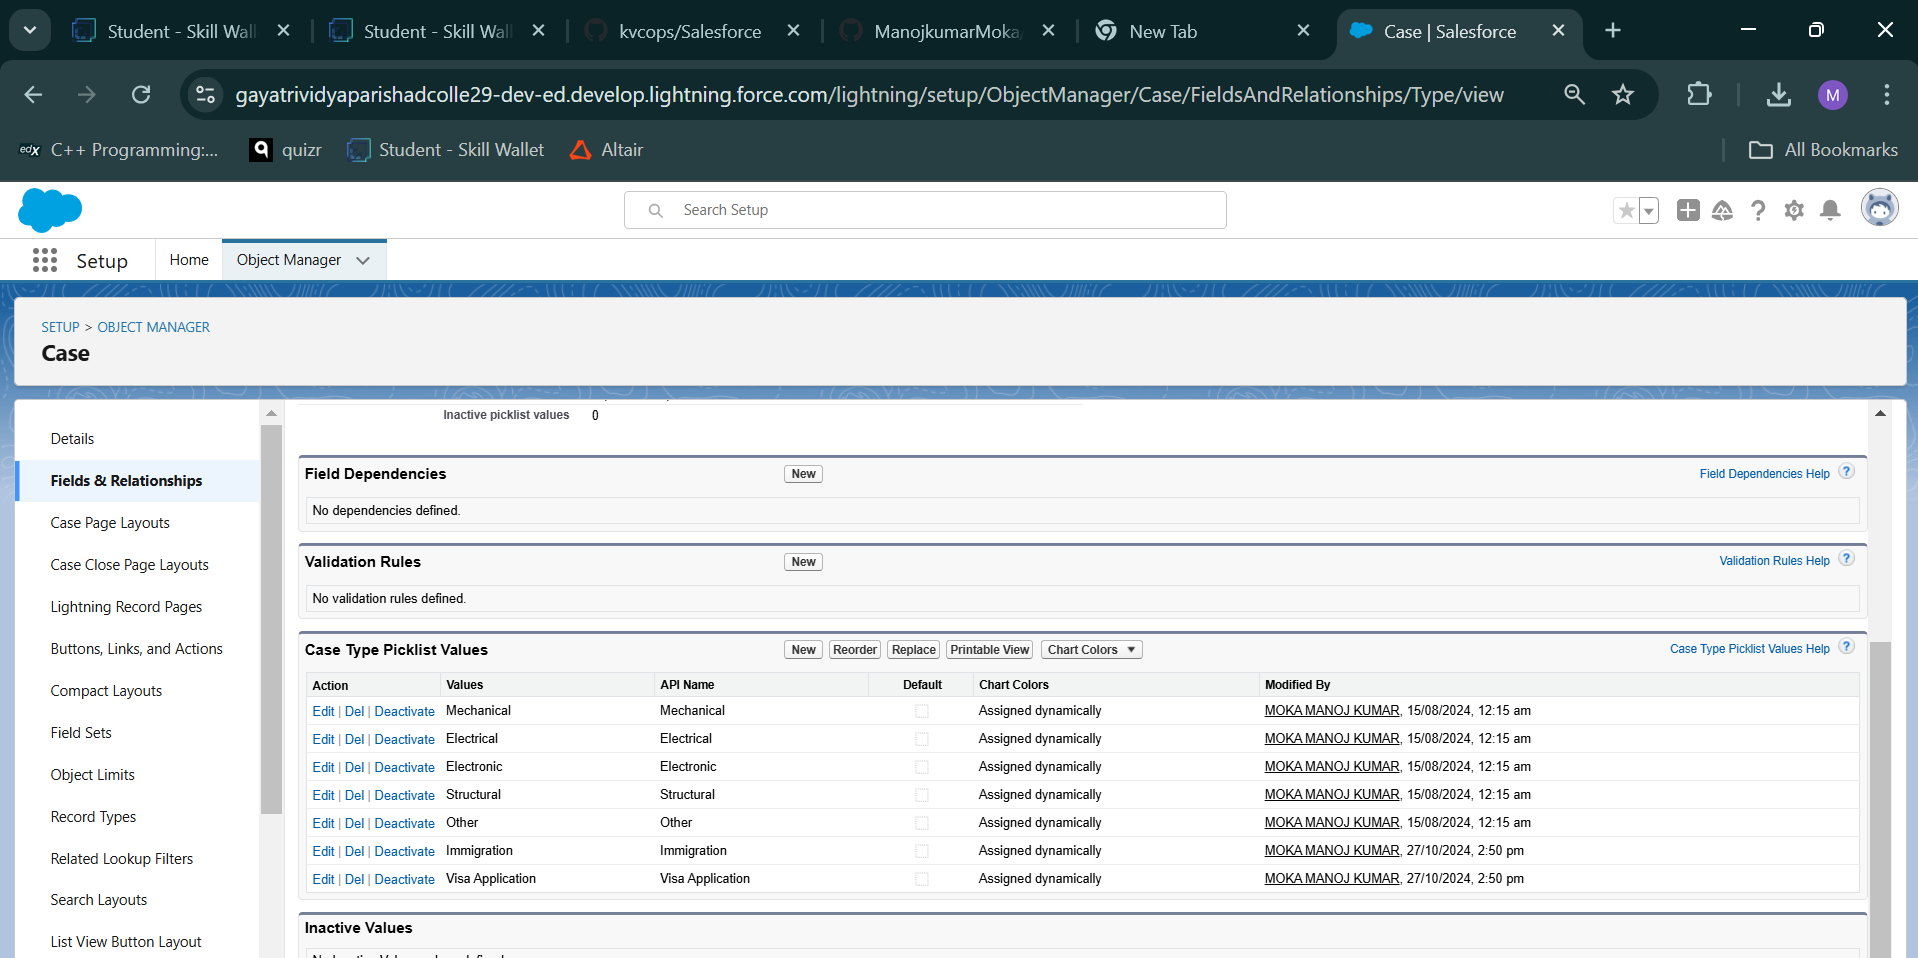 Student - Skill Wall
Student - Skill Wall
kvcops/Salesforce
ManojkumarMoka/
New Tab
Case | Salesforce
gayatrividyaparishadcolle29-dev-ed.develop.lightning.force.com/lightning/setup/ObjectManager/Case/FieldsAndRelationships/Type/view
M
edX C++ Programming:...
q quizr
Student - Skill Wallet
Altair
All Bookmarks
Search Setup
Setup
Home
Object Manager
SETUP > OBJECT MANAGER
Case
Details
Fields & Relationships
Case Page Layouts
Case Close Page Layouts
Lightning Record Pages
Buttons, Links, and Actions
Compact Layouts
Field Sets
Object Limits
Record Types
Related Lookup Filters
Search Layouts
List View Button Layout
Inactive picklist values 0
Field Dependencies New Field Dependencies Help ?
No dependencies defined.
Validation Rules New Validation Rules Help ?
No validation rules defined.
Case Type Picklist Values New Reorder Replace Printable View Chart Colors Case Type Picklist Values Help ?
Action Values API Name Default Chart Colors Modified By
Edit | Del | Deactivate Mechanical Mechanical Assigned dynamically MOKA MANOJ KUMAR, 15/08/2024, 12:15 am
Edit | Del | Deactivate Electrical Electrical Assigned dynamically MOKA MANOJ KUMAR, 15/08/2024, 12:15 am
Edit | Del | Deactivate Electronic Electronic Assigned dynamically MOKA MANOJ KUMAR, 15/08/2024, 12:15 am
Edit | Del | Deactivate Structural Structural Assigned dynamically MOKA MANOJ KUMAR, 15/08/2024, 12:15 am
Edit | Del | Deactivate Other Other Assigned dynamically MOKA MANOJ KUMAR, 15/08/2024, 12:15 am
Edit | Del | Deactivate Immigration Immigration Assigned dynamically MOKA MANOJ KUMAR, 27/10/2024, 2:50 pm
Edit | Del | Deactivate Visa Application Visa Application Assigned dynamically MOKA MANOJ KUMAR, 27/10/2024, 2:50 pm
Inactive Values